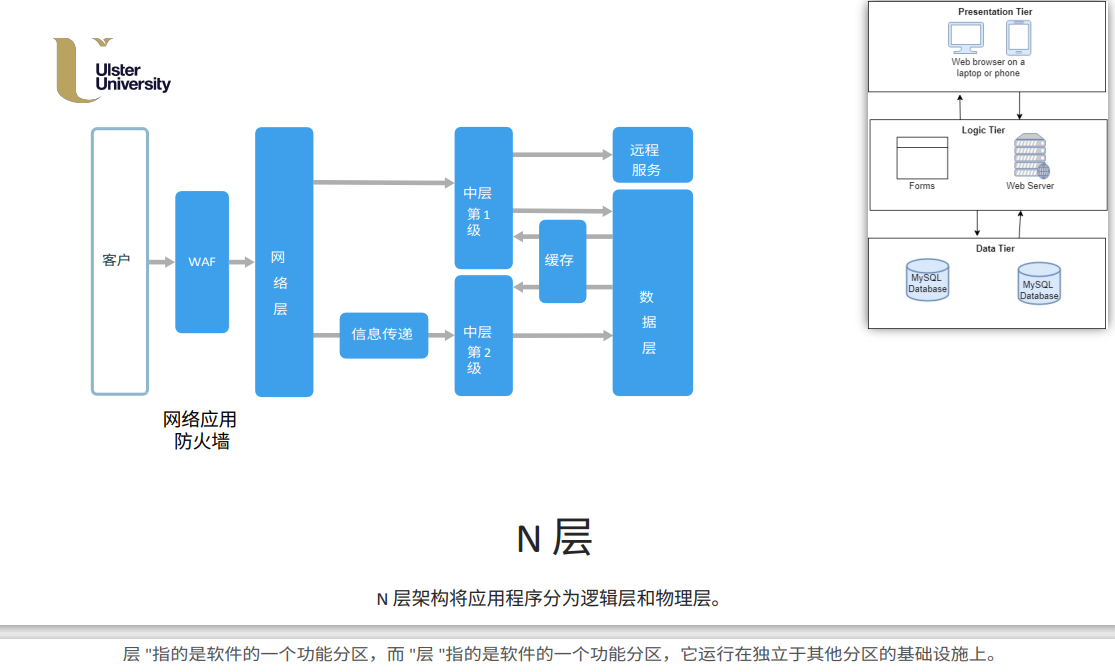 Ulster
University
客户
WAF
网
络
层
信息传递
中层
第1
级
中层
第2
级
缓存
远程
服务
数
据
层
网络应用
防火墙
Presentation Tier
Web browser on a
laptop or phone
Logic Tier
Forms
Web Server
Data Tier
MySQL
Database
MySQL
Database
N 层
N 层架构将应用程序分为逻辑层和物理层。
层 "指的是软件的一个功能分区，而 "层 "指的是软件的一个功能分区，它运行在独立于其他分区的基础设施上。